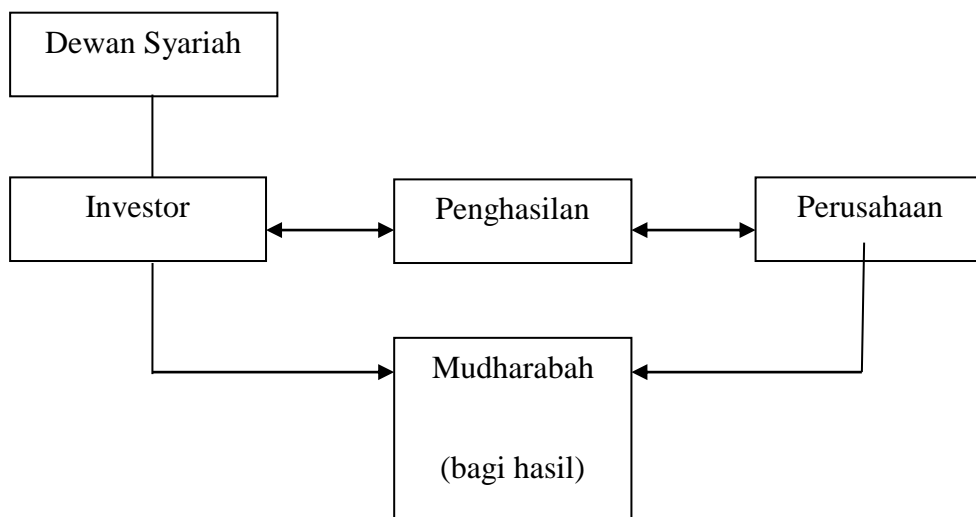 Dewan Syariah
Investor
Penghasilan
Perusahaan
Mudharabah
(bagi hasil)